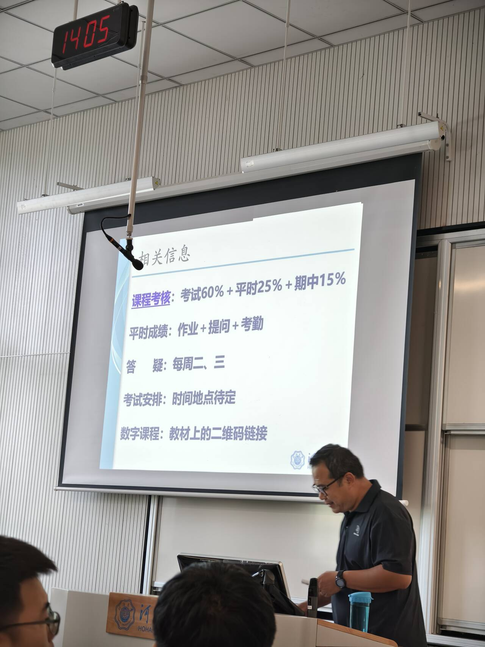 1405
相关信息
课程考核：考试60%＋平时25%＋期中15%
平时成绩：作业＋提问＋考勤
答 疑：每周二、三
考试安排：时间地点待定
数字课程：教材上的二维码链接
河